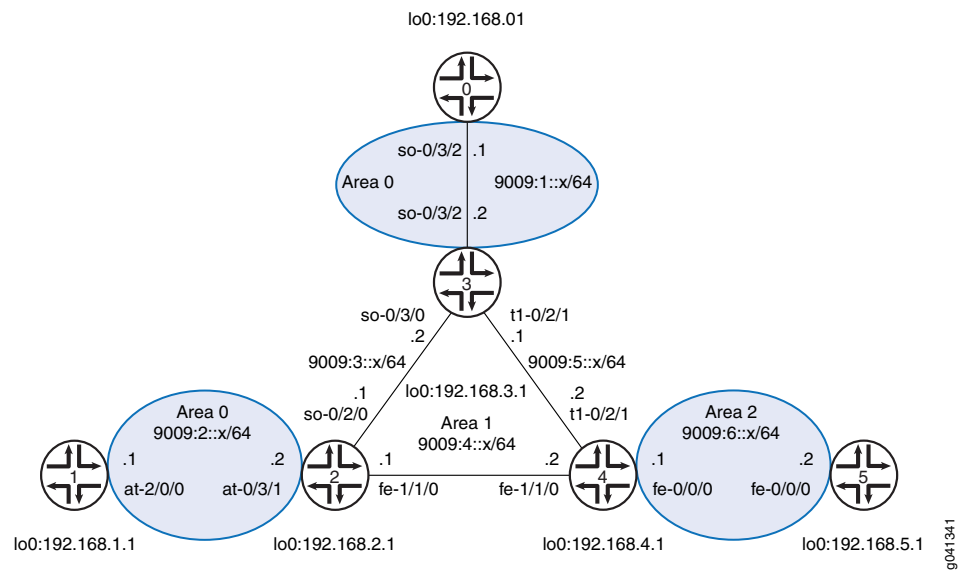 lo0:192.168.01
0
so-0/3/2 .1
Area 0 9009:1::x/64
so-0/3/2 .2
3
so-0/3/0 t1-0/2/1
.2 .1
9009:3::x/64 9009:5::x/64
.1 lo0:192.168.3.1 .2
so-0/2/0 t1-0/2/1
Area 0 Area 1 Area 2
9009:2::x/64 9009:4::x/64 9009:6::x/64
.1 .2 .1 .2 .1 .2
1 2 4 5
at-2/0/0 at-0/3/1 fe-1/1/0 fe-1/1/0 fe-0/0/0 fe-0/0/0
lo0:192.168.1.1 lo0:192.168.2.1 lo0:192.168.4.1 lo0:192.168.5.1
g041341